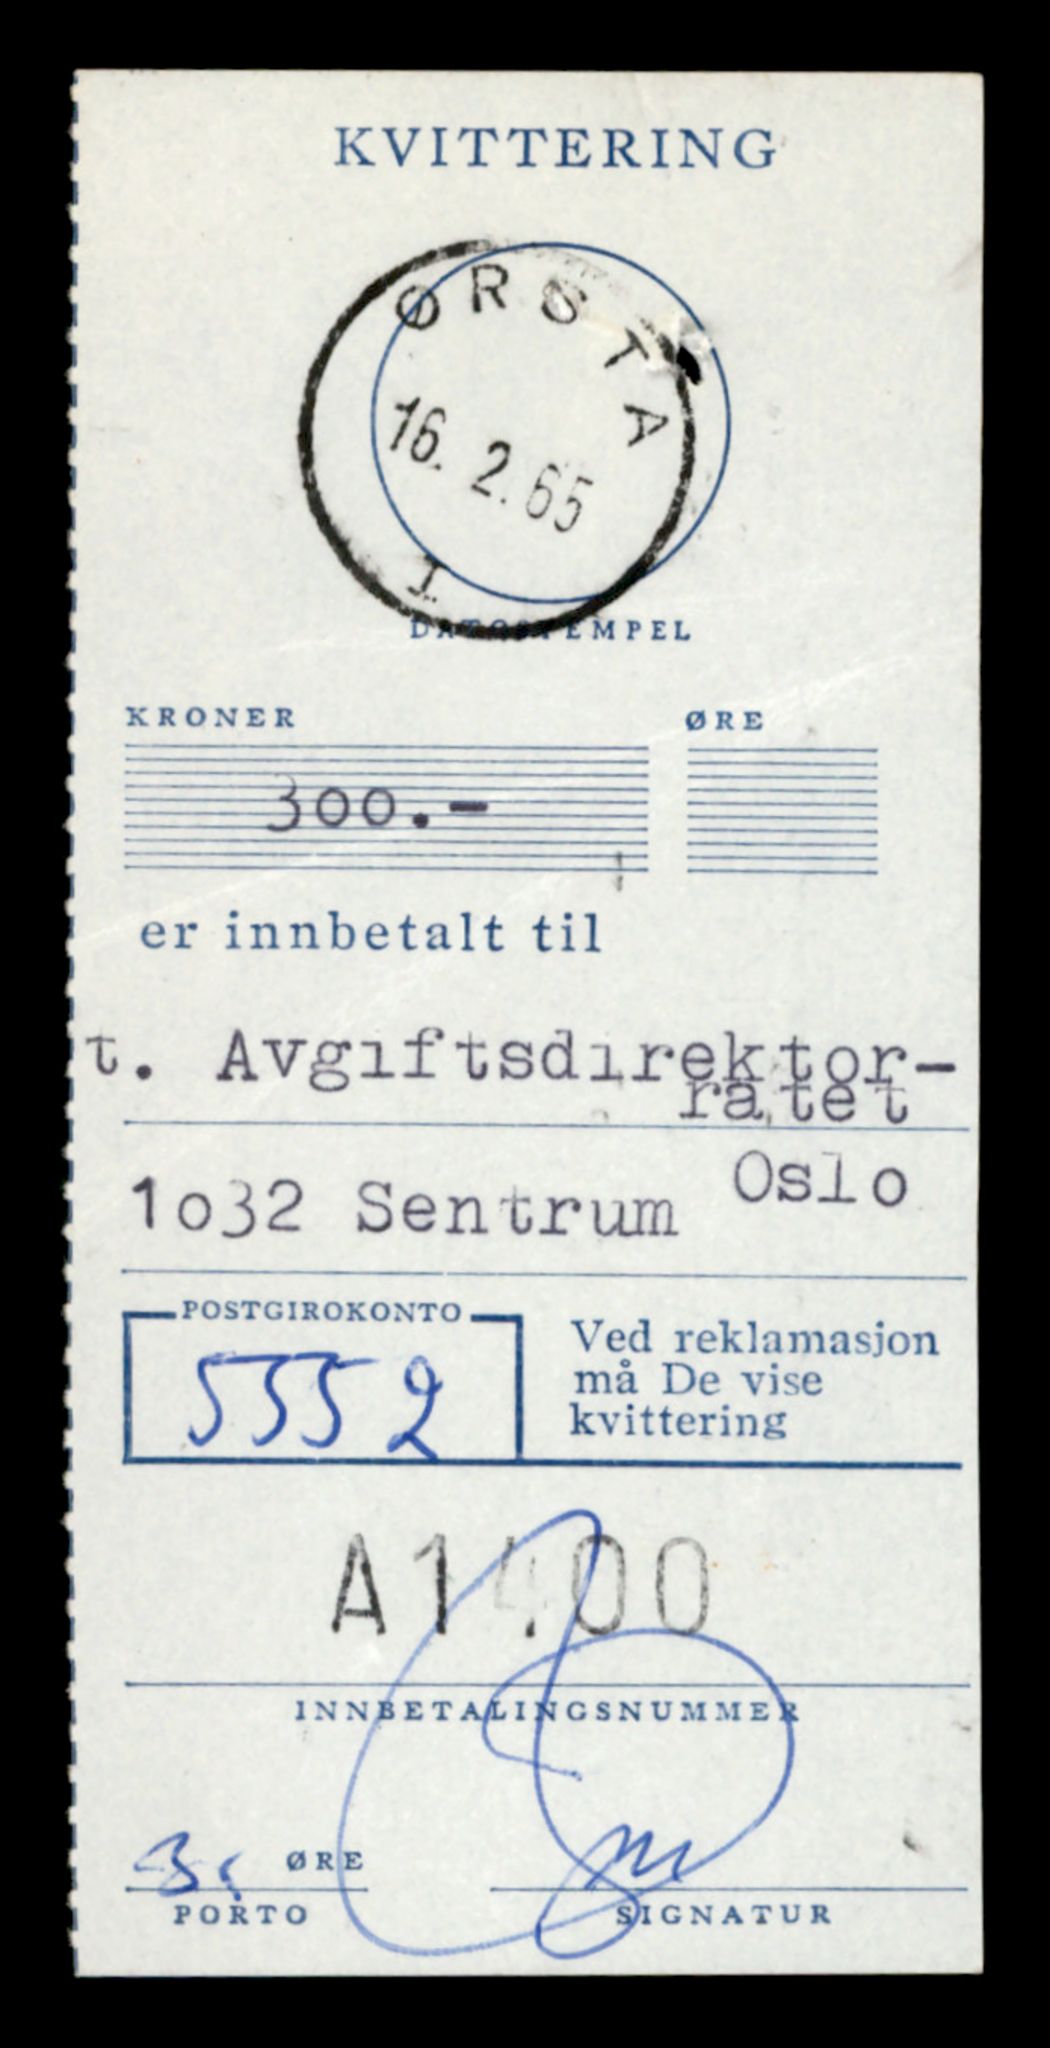 KVITTERING
ØRSTA
16. 2. 65
I
DATOSTEMPEL
KRONER ØRE
300.-
er innbetalt til
t. Avgiftsdirektor-
ratet
1o32 Sentrum Oslo
POSTGIROKONTO
5552
Ved reklamasjon
må De vise
kvittering
A1400
INNBETALINGSNUMMER
ØRE
PORTO SIGNATUR